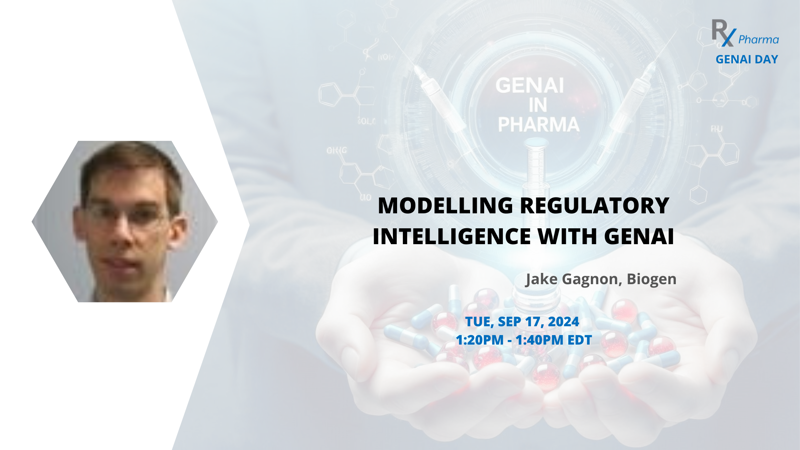 Rx Pharma
GENAI DAY
GENAI
IN
PHARMA
MODELLING REGULATORY
INTELLIGENCE WITH GENAI
Jake Gagnon, Biogen
TUE, SEP 17, 2024
1:20PM - 1:40PM EDT